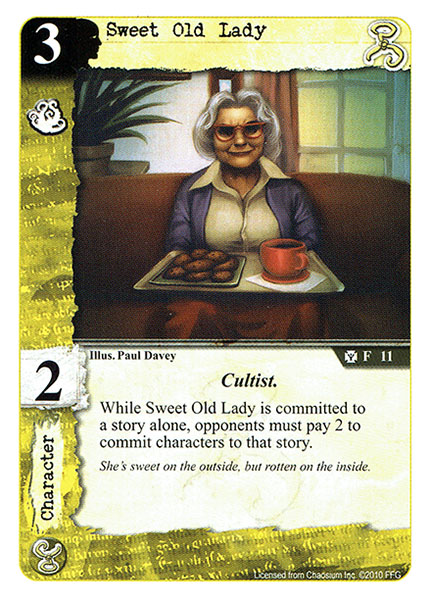 3
Sweet Old Lady
Illus. Paul Davey
F 11
2
Cultist.
While Sweet Old Lady is committed to
a story alone, opponents must pay 2 to
commit characters to that story.
She's sweet on the outside, but rotten on the inside.
Character
Licensed from Chaosium Inc. ©2010 FFG